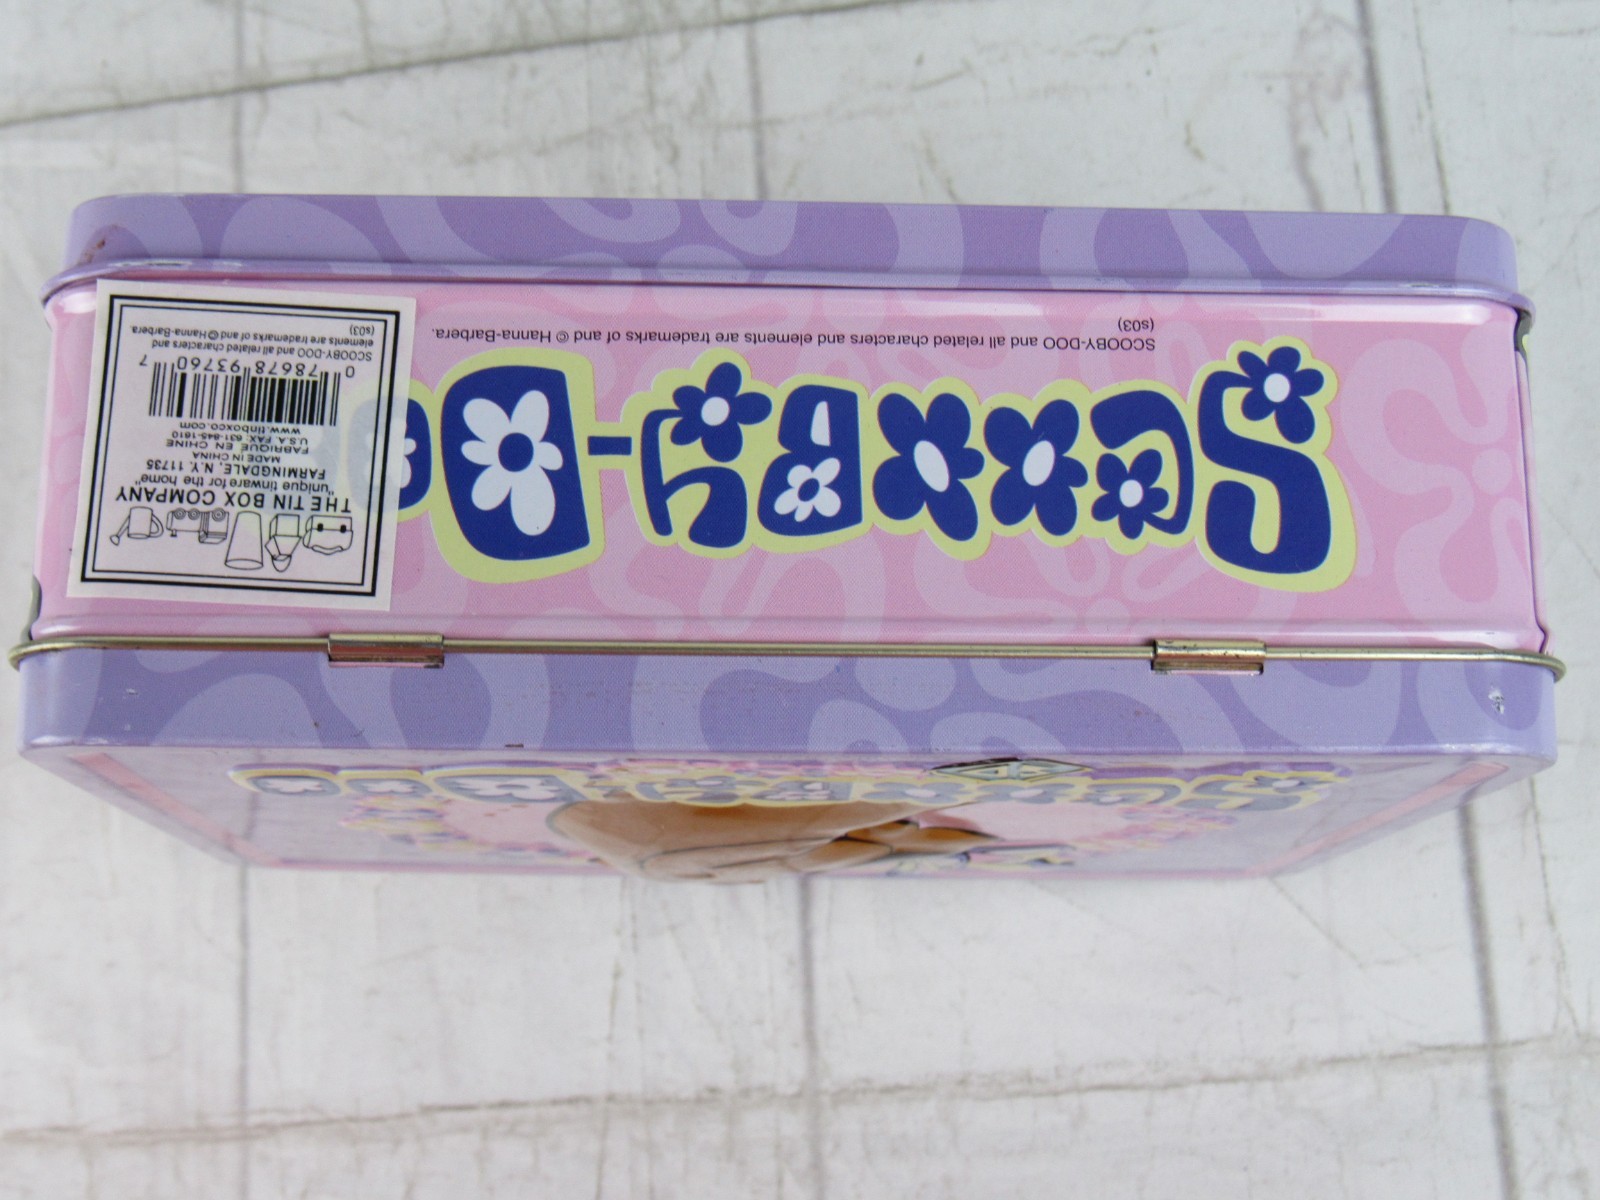 SCOOBY-DOO
SCOOBY-DOO and all related characters and elements are trademarks of and © Hanna-Barbera.
(s03)
THE TIN BOX COMPANY
"unique tinware for the home"
FARMINGDALE, N.Y. 11735
MADE IN CHINA
FABRIQUE EN CHINE
U.S.A. FAX: 631-845-1610
www.tinboxco.com
0 78678 93760 7
SCOOBY-DOO and all related characters and
elements are trademarks of and © Hanna-Barbera.
(s03)
SCOOBY-DOO